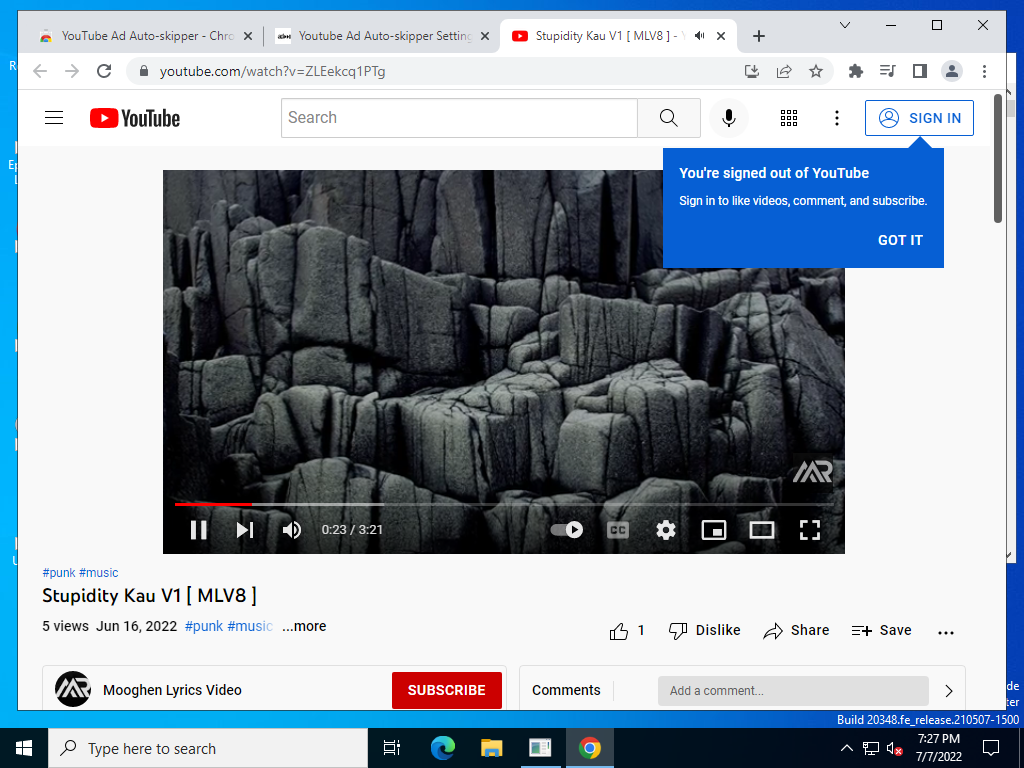 YouTube Ad Auto-skipper - Chro
Youtube Ad Auto-skipper Setting
Stupidity Kau V1 [ MLV8 ] -
youtube.com/watch?v=ZLEekcq1PTg
YouTube
Search
SIGN IN
You're signed out of YouTube
Sign in to like videos, comment, and subscribe.
GOT IT
MR
0:23 / 3:21
CC
#punk #music
Stupidity Kau V1 [ MLV8 ]
5 views Jun 16, 2022 #punk #music ...more
1 Dislike Share Save
Mooghen Lyrics Video
SUBSCRIBE
Comments
Add a comment...
Build 20348.fe_release.210507-1500
Type here to search
7:27 PM
7/7/2022